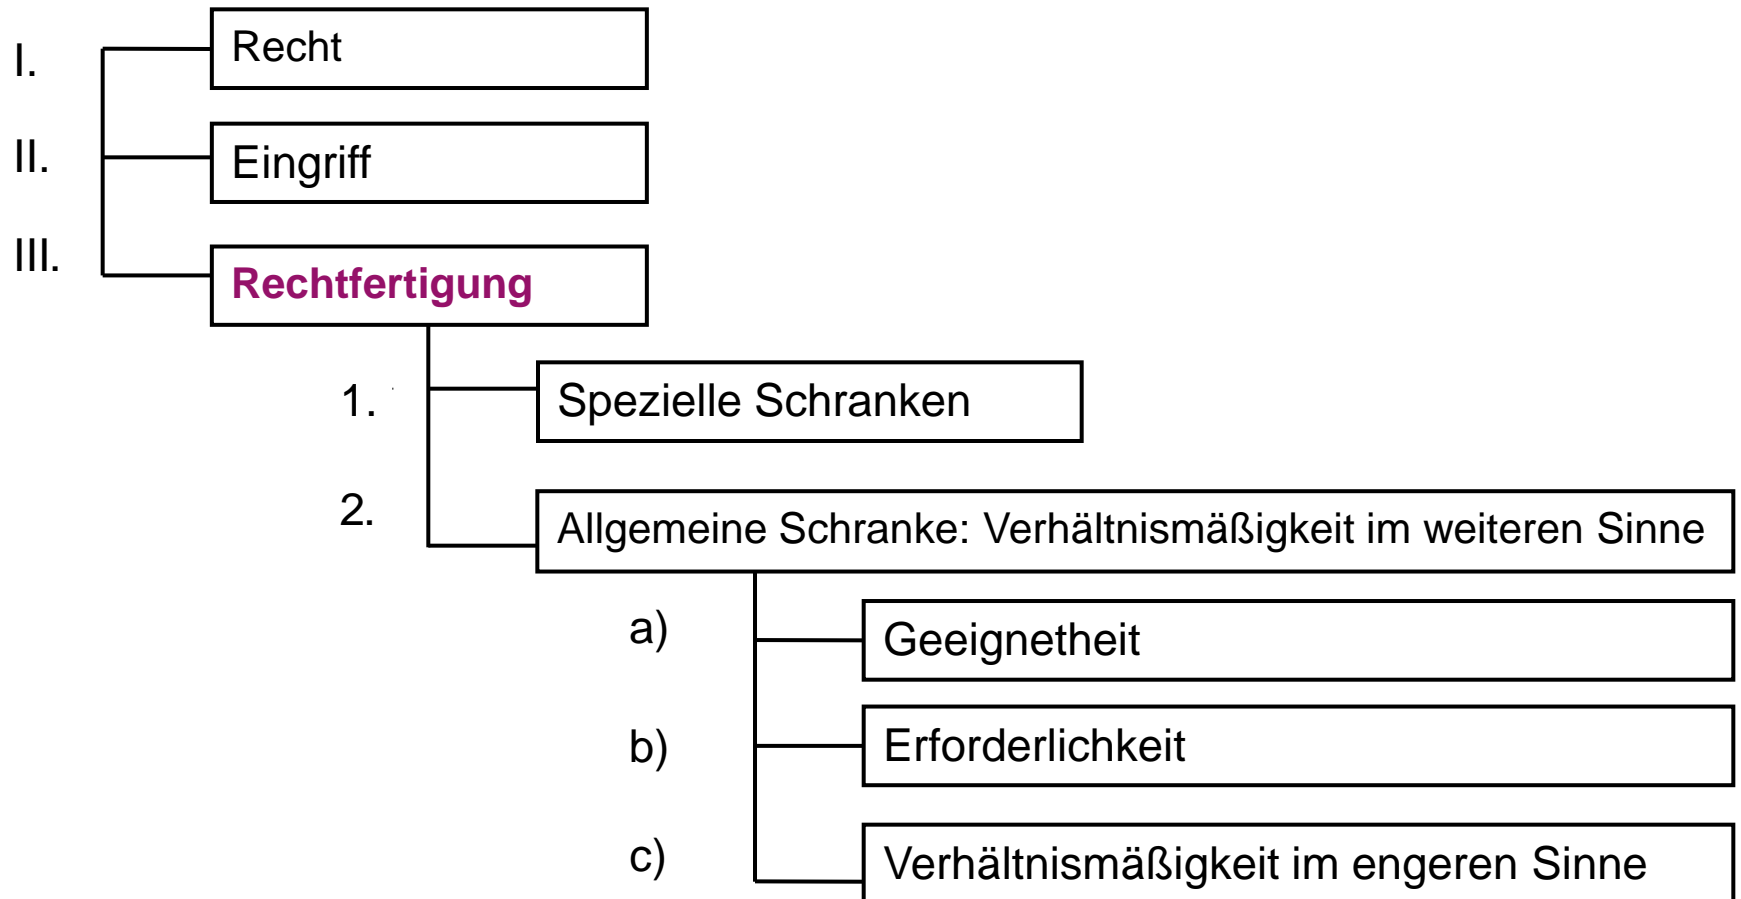 I. Recht
II. Eingriff
III. Rechtfertigung
1. Spezielle Schranken
2. Allgemeine Schranke: Verhältnismäßigkeit im weiteren Sinne
a) Geeignetheit
b) Erforderlichkeit
c) Verhältnismäßigkeit im engeren Sinne